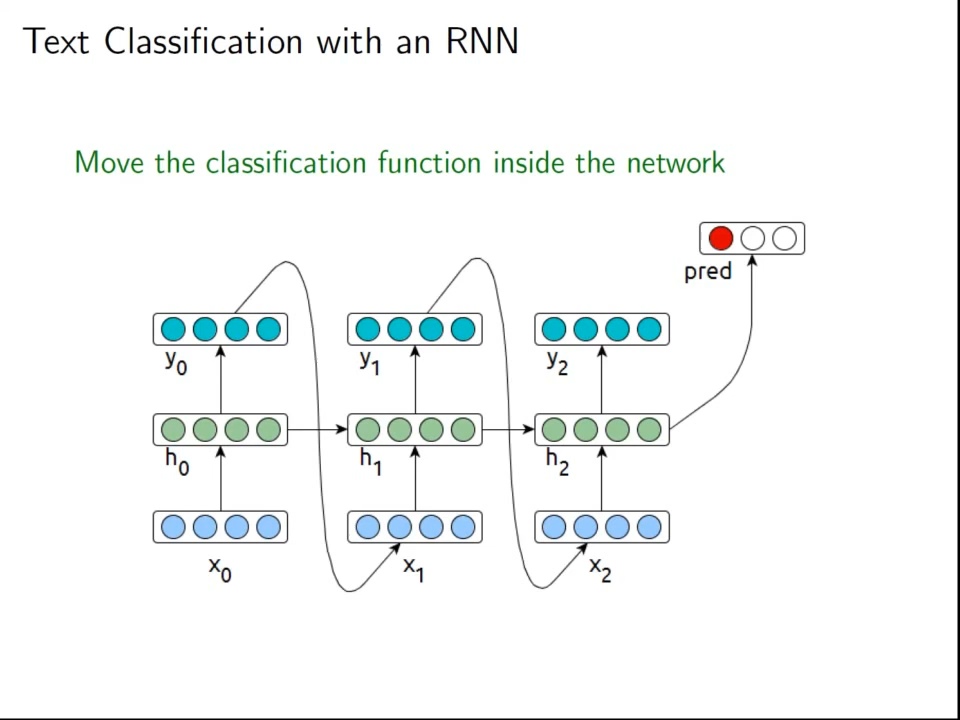 Text Classification with an RNN
Move the classification function inside the network
pred
y0 y1 y2
h0 h1 h2
x0 x1 x2